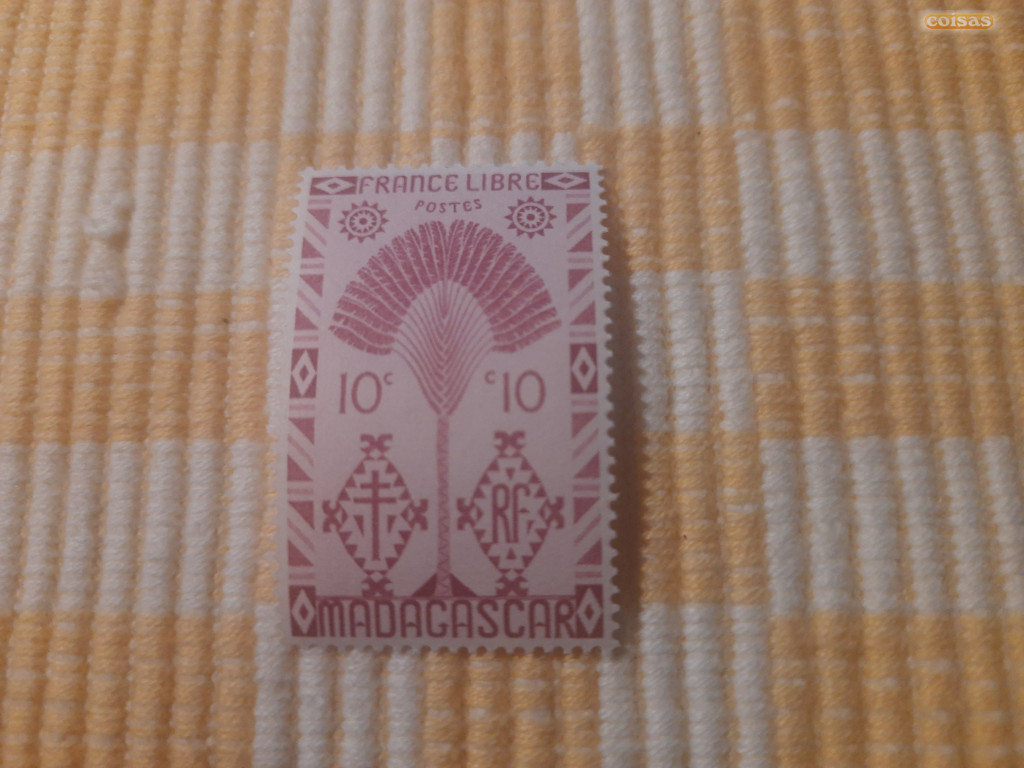 coisas
FRANCE LIBRE
POSTES
10c c10
RF
MADAGASCAR